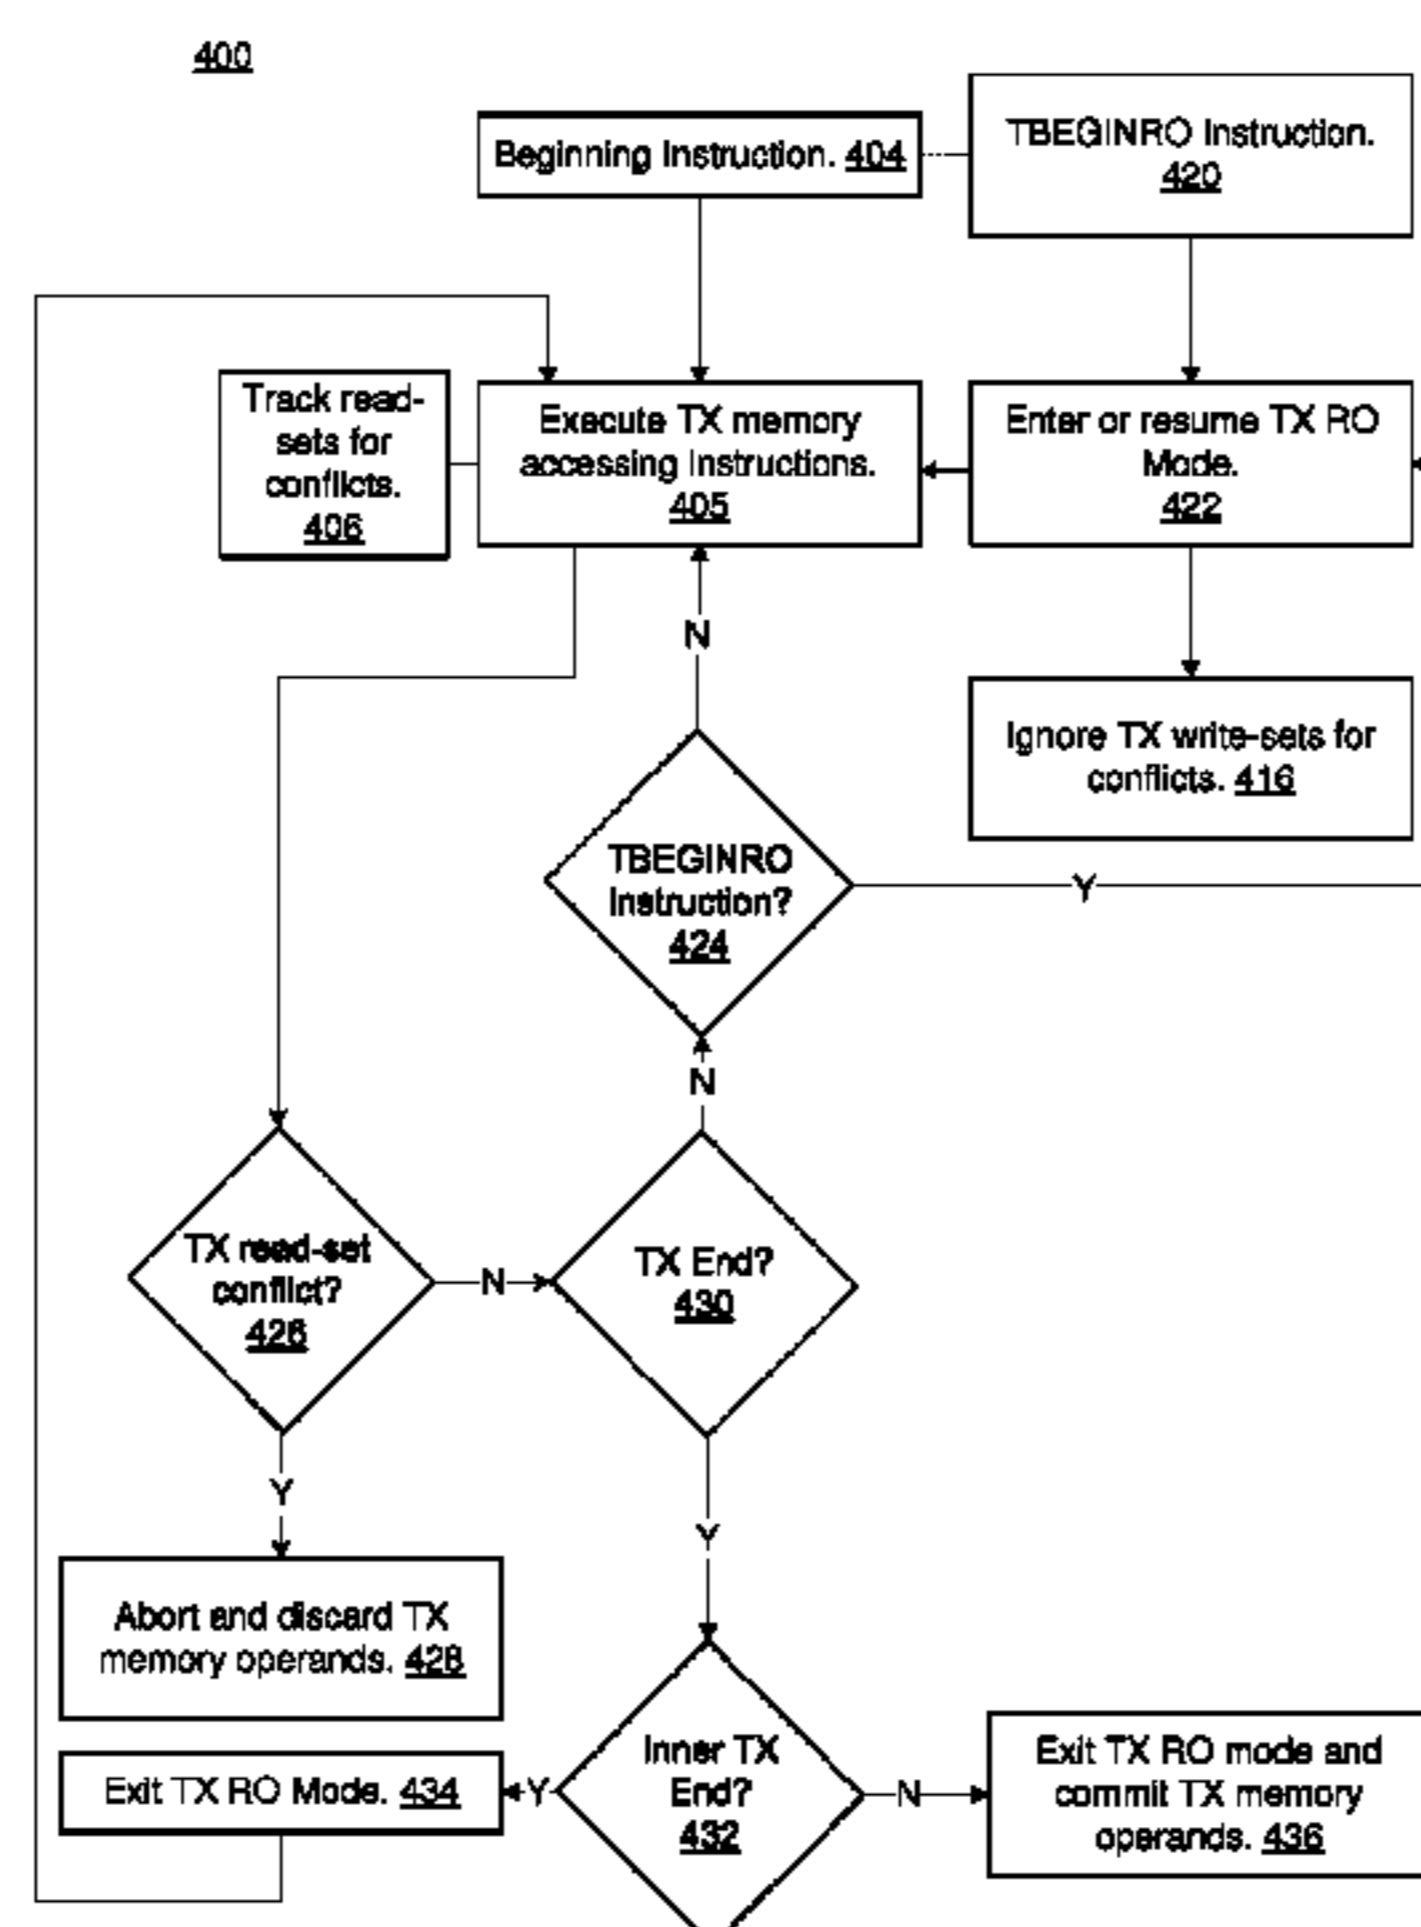 400
Beginning Instruction. 404
TBEGINRO Instruction.
420
Track read-
sets for
conflicts.
406
Execute TX memory
accessing Instructions.
405
Enter or resume TX RO
Mode.
422
N
Ignore TX write-sets for
conflicts. 416
TBEGINRO
Instruction?
424
Y
N
TX read-set
conflict?
426
N
TX End?
430
Y
Y
Abort and discard TX
memory operands. 428
Inner TX
End?
432
Exit TX RO Mode. 434
Y
N
Exit TX RO mode and
commit TX memory
operands. 436